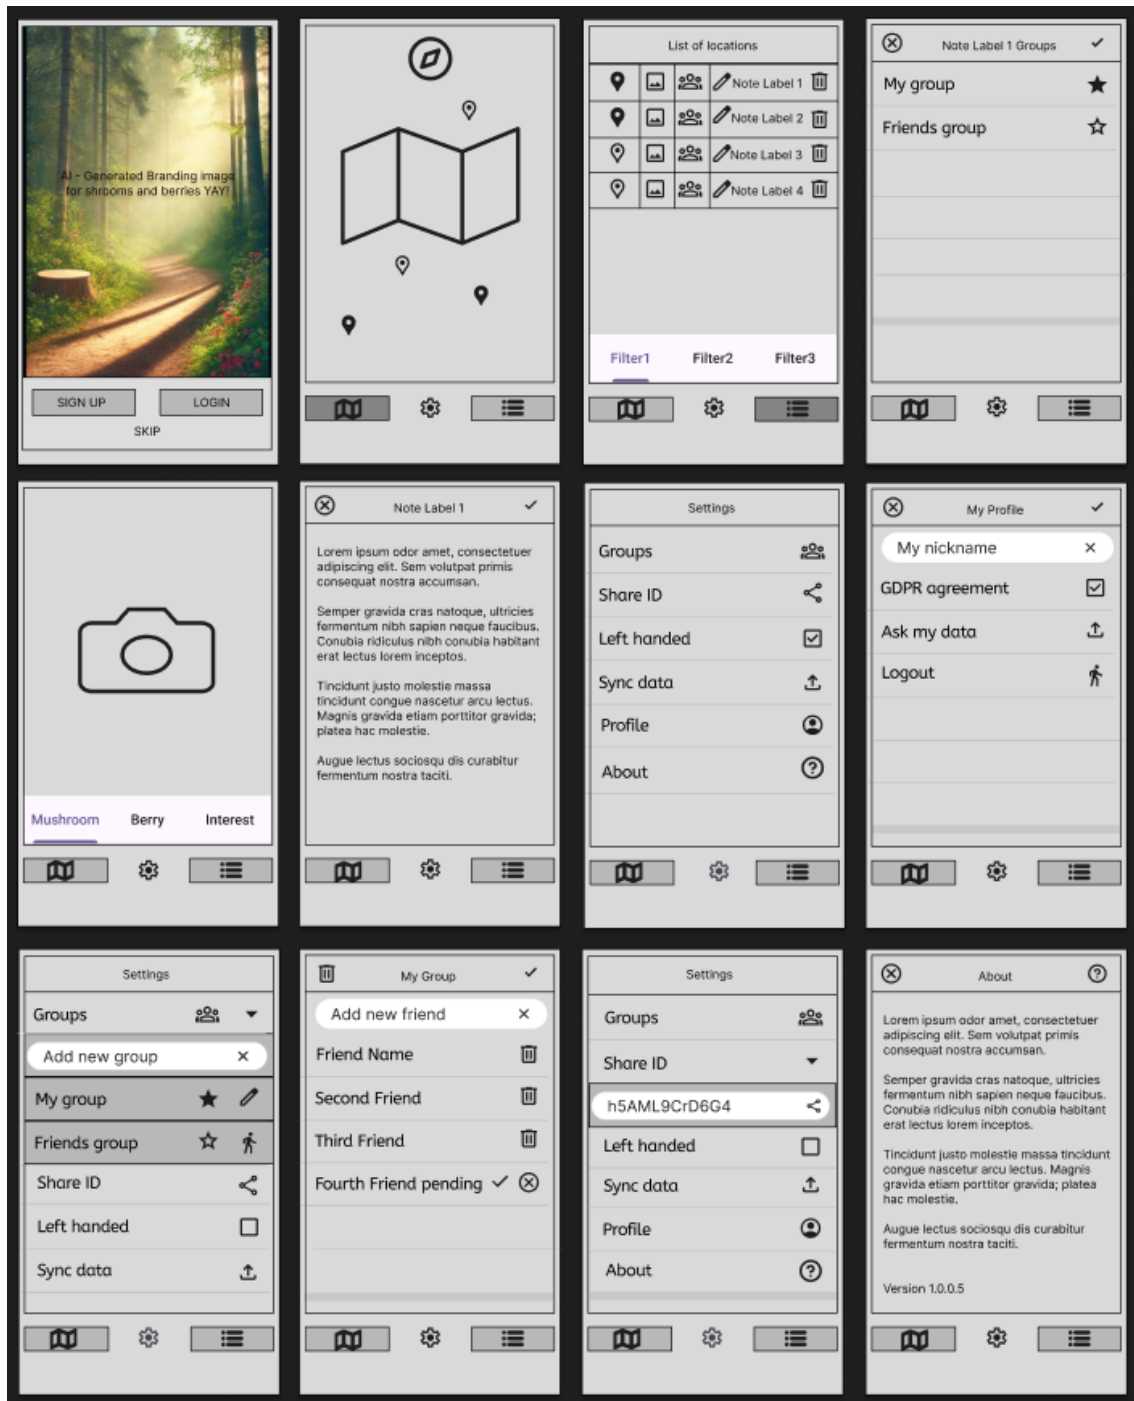 AI - Generated Branding image
for shrooms and berries YAY!
SIGN UP
LOGIN
SKIP
List of locations
Note Label 1
Note Label 2
Note Label 3
Note Label 4
Filter1
Filter2
Filter3
Note Label 1 Groups
My group
Friends group
Mushroom
Berry
Interest
Note Label 1
Lorem ipsum odor amet, consectetuer
adipiscing elit. Sem volutpat primis
consequat nostra accumsan.
Semper gravida cras natoque, ultricies
fermentum nibh sapien neque faucibus.
Conubia ridiculus nibh conubia habitant
erat lectus lorem inceptos.
Tincidunt justo molestie massa
tincidunt congue nascetur arcu lectus.
Magnis gravida etiam porttitor gravida;
platea hac molestie.
Augue lectus sociosqu dis curabitur
fermentum nostra taciti.
Settings
Groups
Share ID
Left handed
Sync data
Profile
About
My Profile
My nickname
GDPR agreement
Ask my data
Logout
Settings
Groups
Add new group
My group
Friends group
Share ID
Left handed
Sync data
My Group
Add new friend
Friend Name
Second Friend
Third Friend
Fourth Friend pending
Settings
Groups
Share ID
h5AML9CrD6G4
Left handed
Sync data
Profile
About
About
Lorem ipsum odor amet, consectetuer
adipiscing elit. Sem volutpat primis
consequat nostra accumsan.
Semper gravida cras natoque, ultricies
fermentum nibh sapien neque faucibus.
Conubia ridiculus nibh conubia habitant
erat lectus lorem inceptos.
Tincidunt justo molestie massa tincidunt
congue nascetur arcu lectus. Magnis
gravida etiam porttitor gravida; platea
hac molestie.
Augue lectus sociosqu dis curabitur
fermentum nostra taciti.
Version 1.0.0.5